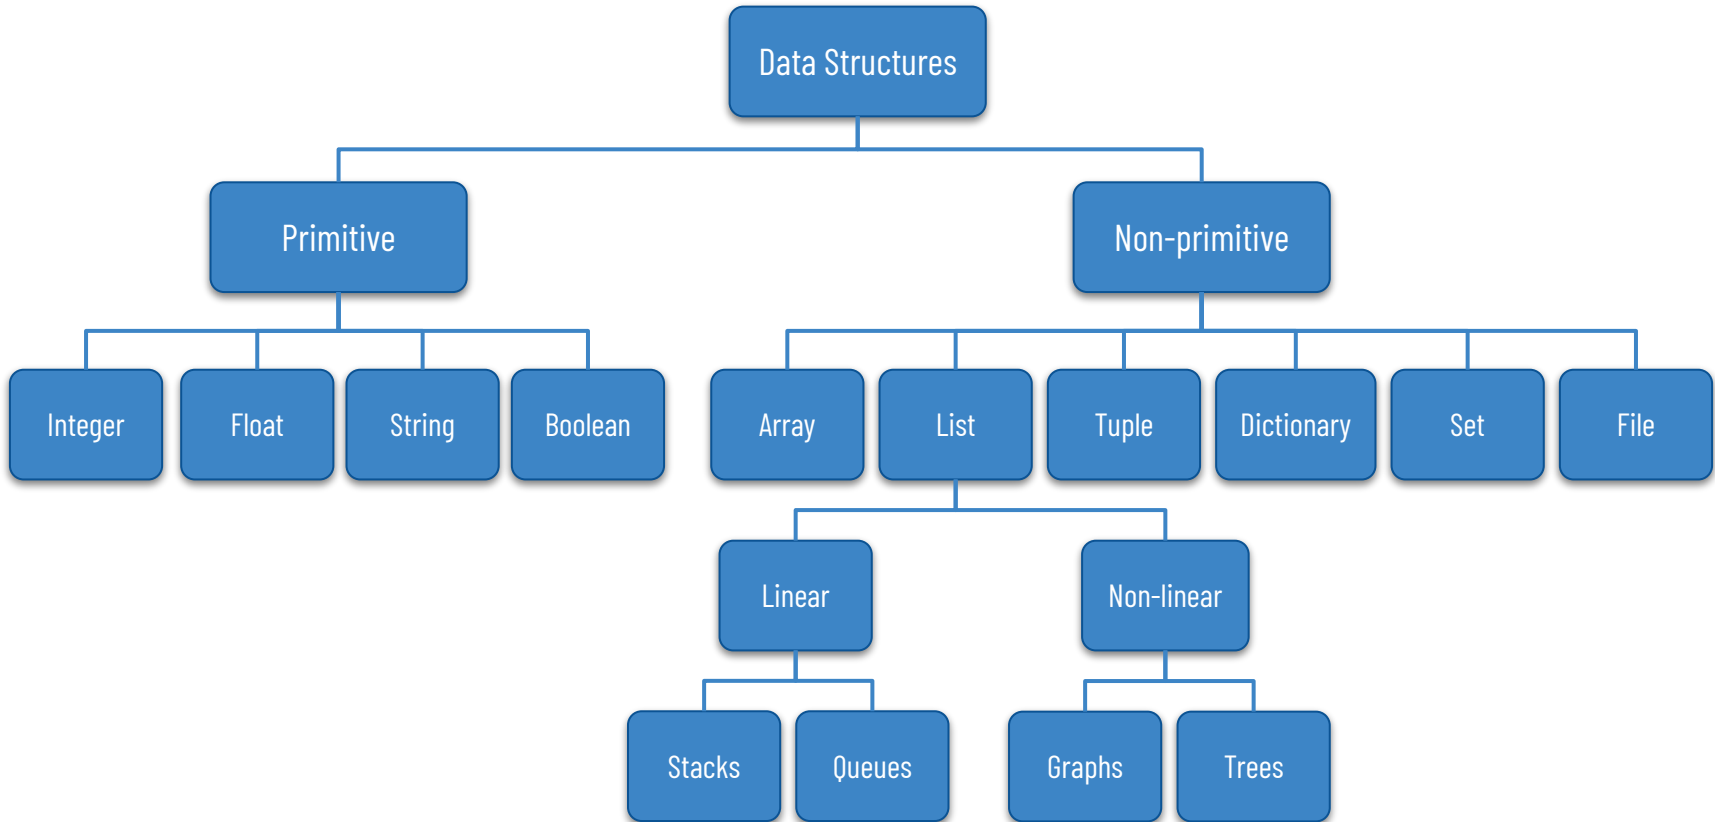 Data Structures
Primitive
Non-primitive
Integer
Float
String
Boolean
Array
List
Tuple
Dictionary
Set
File
Linear
Non-linear
Stacks
Queues
Graphs
Trees